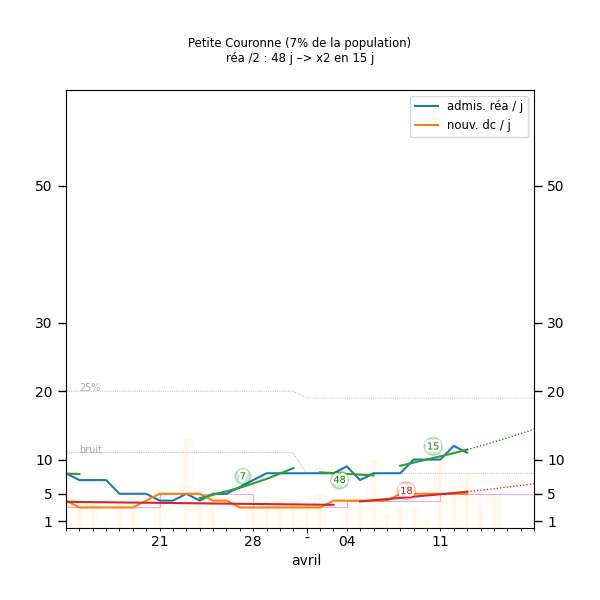 Petite Couronne (7% de la population)
réa /2 : 48 j –> x2 en 15 j
admis. réa / j
nouv. dc / j
50 50
30 30
25%
20 20
bruit
15
10 10
7
48
18
5 5
1 1
21 28 - 04 11
avril